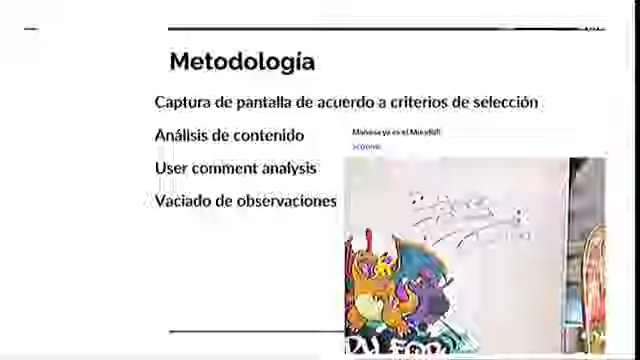 Metodología
Captura de pantalla de acuerdo a criterios de selección
Análisis de contenido
User comment analysis
Vaciado de observaciones